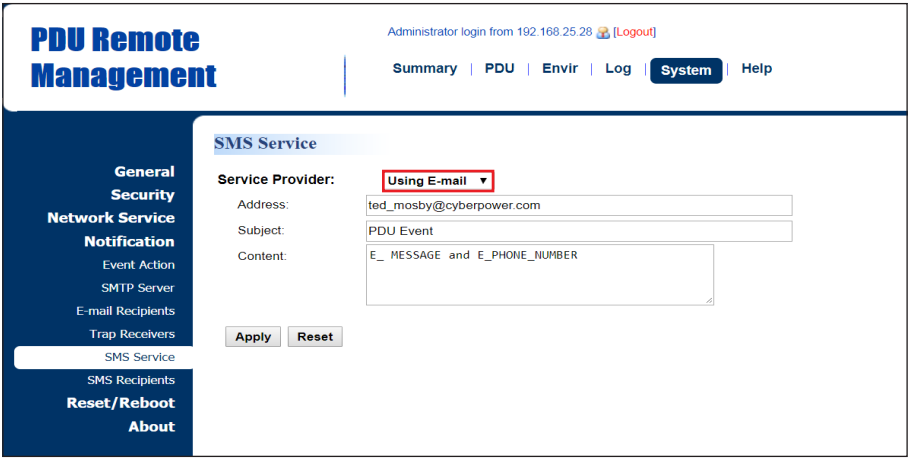 PDU Remote
Management
Administrator login from 192.168.25.28 [Logout]
Summary | PDU | Envir | Log | System | Help
General
Security
Network Service
Notification
Event Action
SMTP Server
E-mail Recipients
Trap Receivers
SMS Service
SMS Recipients
Reset/Reboot
About
SMS Service
Service Provider: Using E-mail ▼
Address: ted_mosby@cyberpower.com
Subject: PDU Event
Content: E_ MESSAGE and E_PHONE_NUMBER
Apply Reset